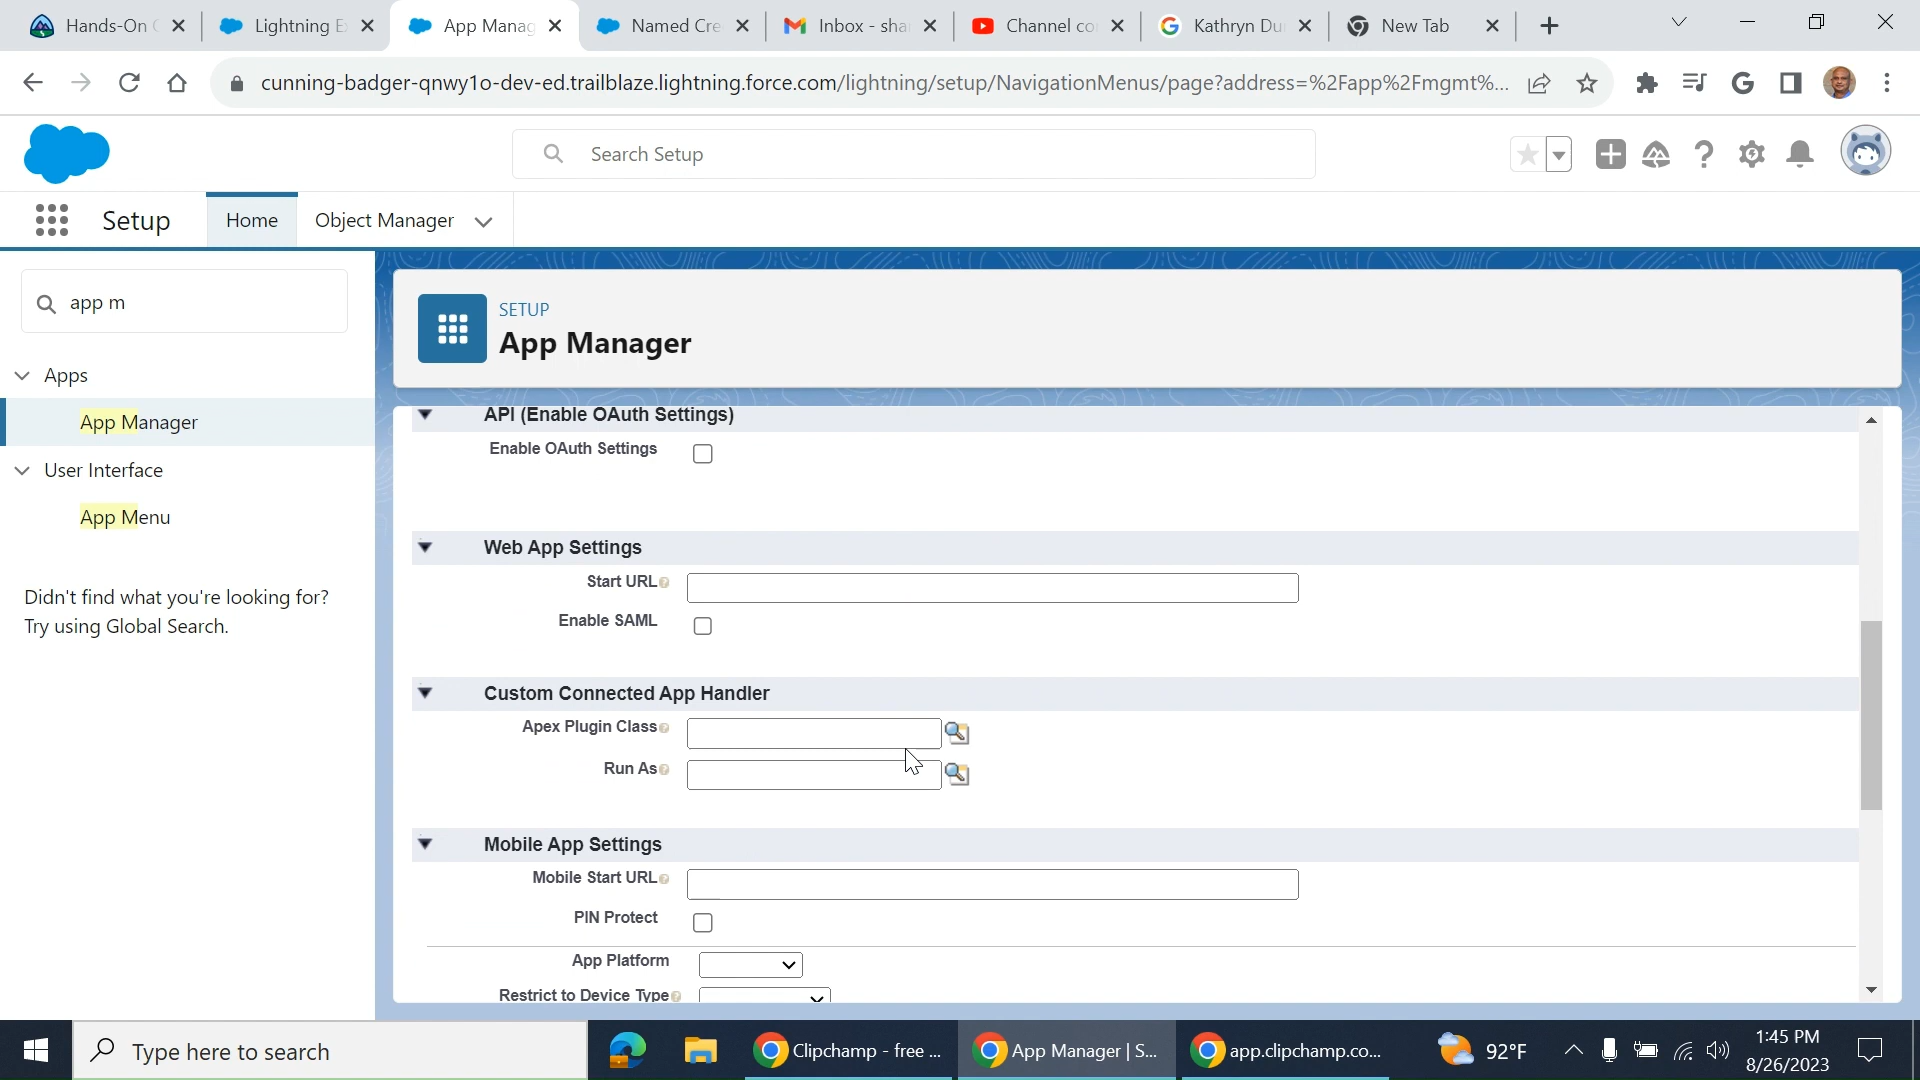 Hands-On
Lightning E
App Manag
Named Cre
Inbox - sha
Channel co
Kathryn Du
New Tab
cunning-badger-qnwy1o-dev-ed.trailblaze.lightning.force.com/lightning/setup/NavigationMenus/page?address=%2Fapp%2Fmgmt%...
Search Setup
Setup
Home
Object Manager
app m
Apps
App Manager
User Interface
App Menu
Didn't find what you're looking for?
Try using Global Search.
SETUP
App Manager
API (Enable OAuth Settings)
Enable OAuth Settings
Web App Settings
Start URL
Enable SAML
Custom Connected App Handler
Apex Plugin Class
Run As
Mobile App Settings
Mobile Start URL
PIN Protect
App Platform
Restrict to Device Type
Type here to search
Clipchamp - free ...
App Manager | S...
app.clipchamp.co...
92°F
1:45 PM
8/26/2023